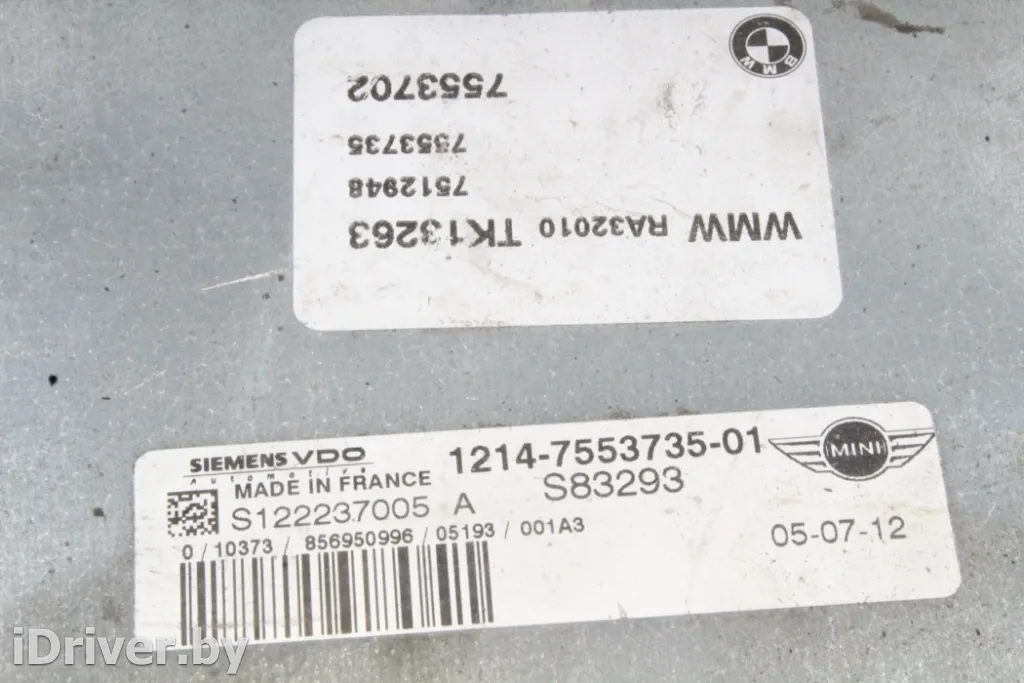 BMW
WMW RA32010 TK13263
7512948
7553735
7553702
SIEMENS VDO
Automotive
MADE IN FRANCE
1214-7553735-01
MINI
S122237005 A
S83293
0 / 10373 / 856950996 / 05193 / 001A3
05-07-12
iDriver.by